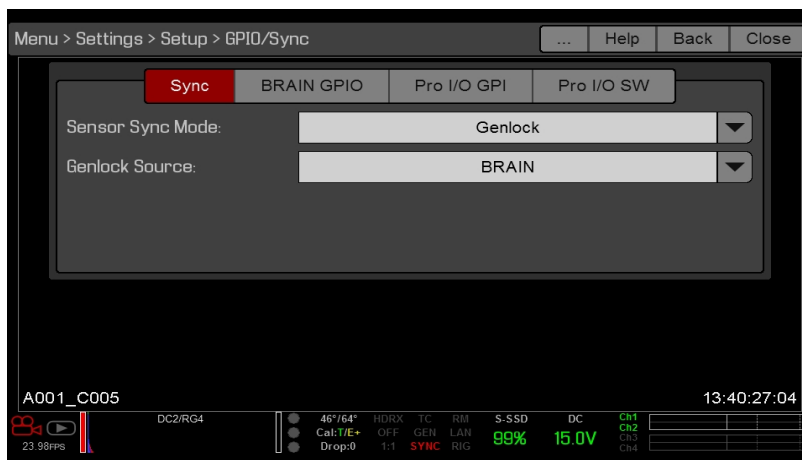 Menu > Settings > Setup > GPIO/Sync ... Help Back Close
Sync BRAIN GPIO Pro I/O GPI Pro I/O SW
Sensor Sync Mode: Genlock
Genlock Source: BRAIN
A001_C005 13:40:27:04
DC2/RG4 46°/64° HDRX TC RM S-SSD DC Ch1
Cal:T/E+ OFF GEN LAN 99% 15.0V Ch2
23.98FPS Drop:0 1:1 SYNC RIG Ch3
Ch4